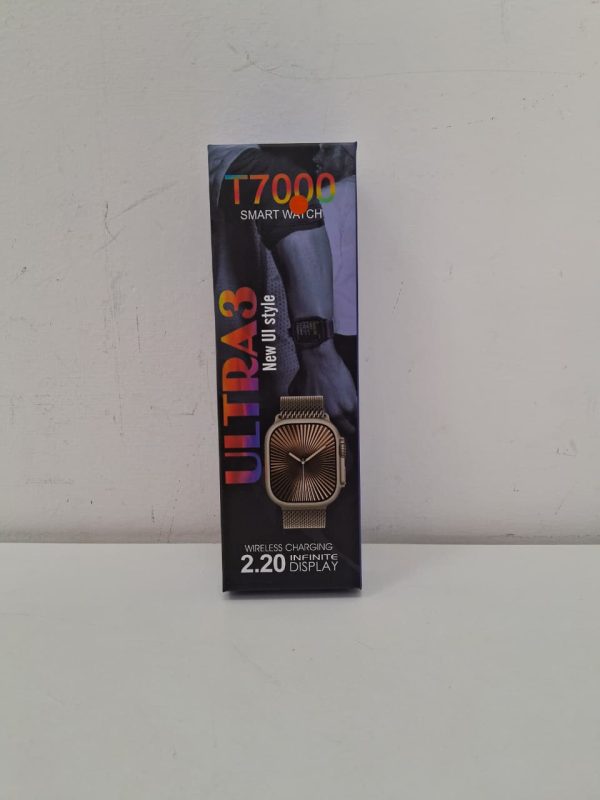 T7000
SMART WATCH
ULTRA3
New UI style
WIRELESS CHARGING
2.20 INFINITE
DISPLAY